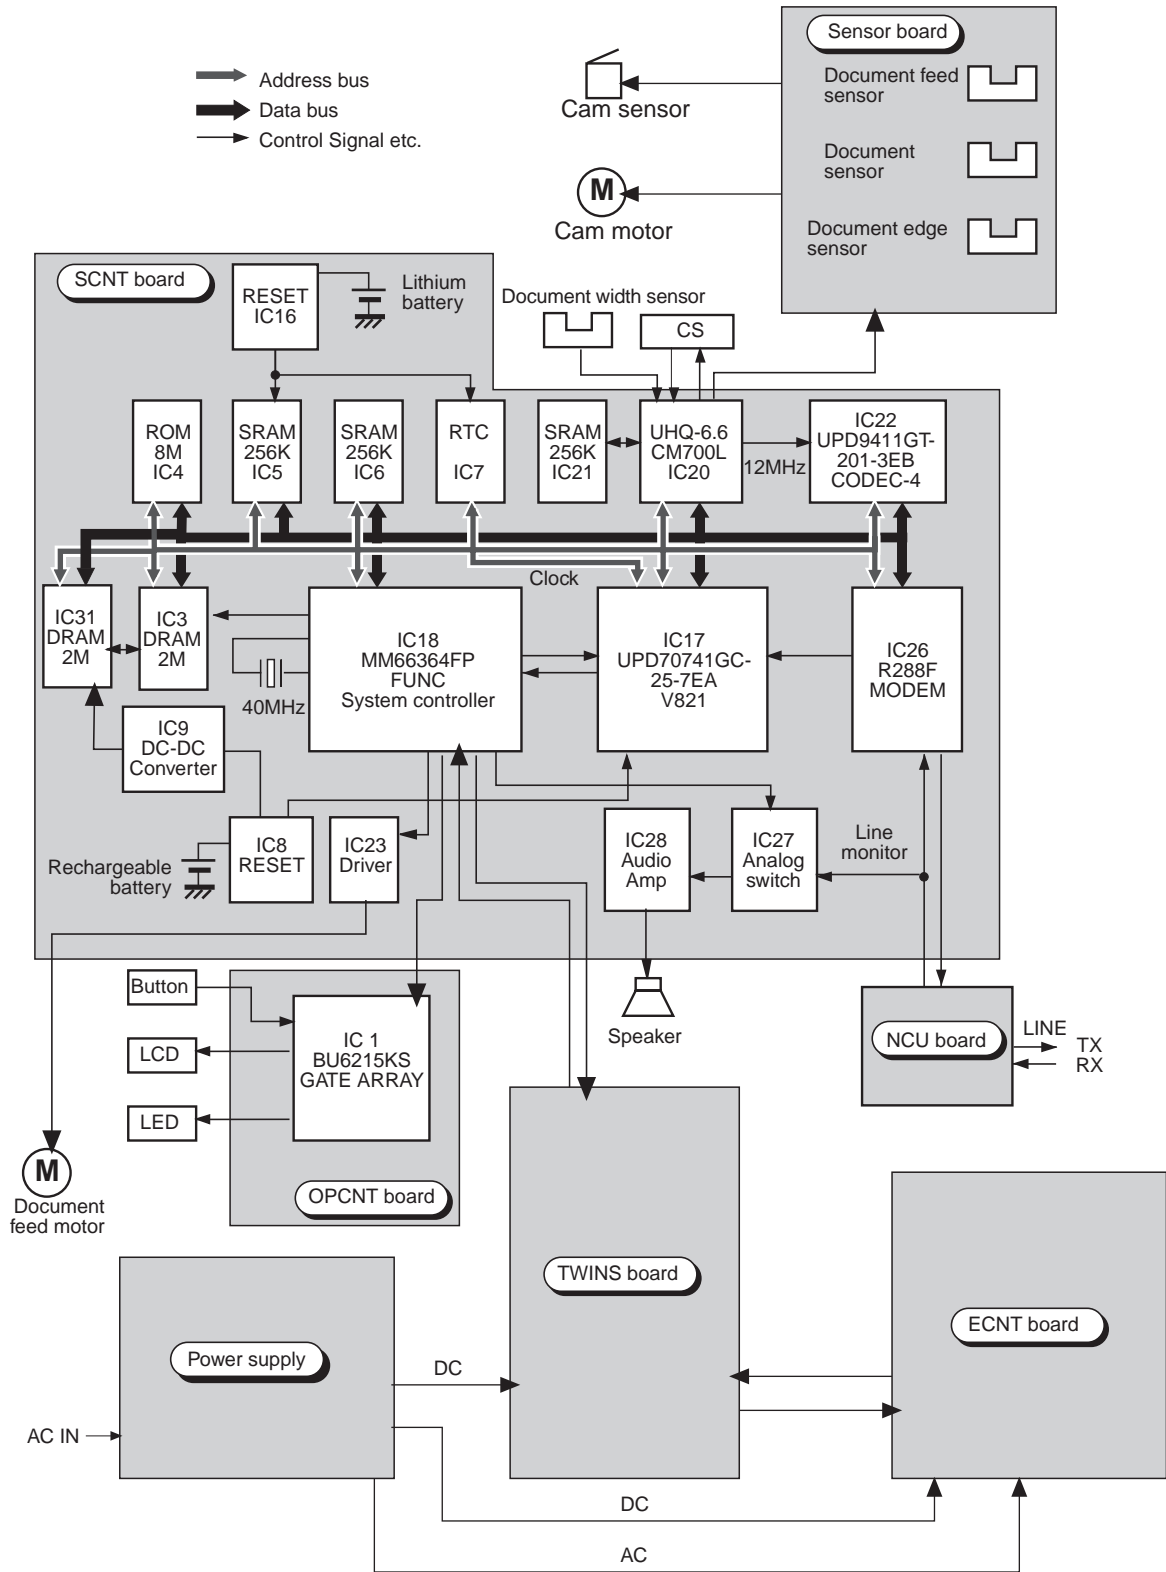 Sensor board
Document feed
sensor
Document
sensor
Document edge
sensor
Address bus
Data bus
Control Signal etc.
Cam sensor
M
Cam motor
SCNT board
RESET
IC16
Lithium
battery
Document width sensor
CS
ROM
8M
IC4
SRAM
256K
IC5
SRAM
256K
IC6
RTC
IC7
SRAM
256K
IC21
UHQ-6.6
CM700L
IC20
12MHz
IC22
UPD9411GT-
201-3EB
CODEC-4
Clock
IC31
DRAM
2M
IC3
DRAM
2M
40MHz
IC18
MM66364FP
FUNC
System controller
IC17
UPD70741GC-
25-7EA
V821
IC26
R288F
MODEM
IC9
DC-DC
Converter
Rechargeable
battery
IC8
RESET
IC23
Driver
IC28
Audio
Amp
IC27
Analog
switch
Line
monitor
Button
LCD
LED
IC 1
BU6215KS
GATE ARRAY
OPCNT board
Speaker
NCU board
LINE
TX
RX
M
Document
feed motor
TWINS board
ECNT board
Power supply
AC IN
DC
DC
AC